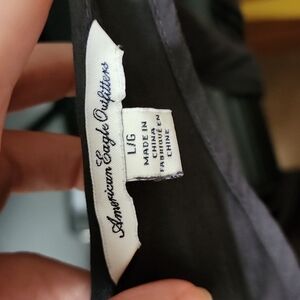 American Eagle Outfitters
L/G
MADE IN
CHINA
FABRIQUÉ EN
CHINE